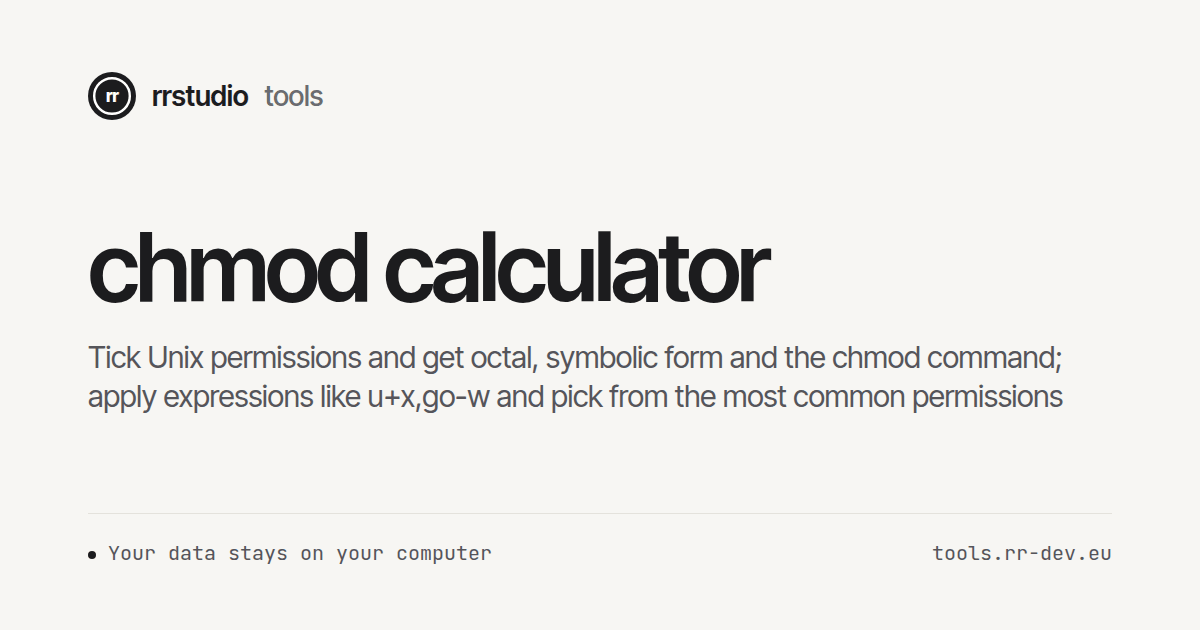 rr rrstudio tools
chmod calculator
Tick Unix permissions and get octal, symbolic form and the chmod command;
apply expressions like u+x,go-w and pick from the most common permissions
Your data stays on your computer
tools.rr-dev.eu